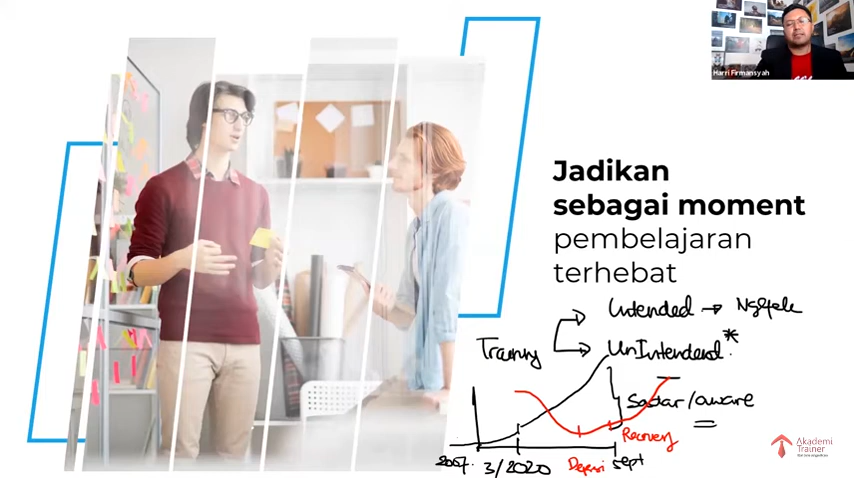 Harri Firmansyah
Jadikan
sebagai moment
pembelajaran
terhebat
Intended →
Training
UnIntended *
Sadar/aware
Recovery
2007. 3/2020 Sept
Akademi
Trainer